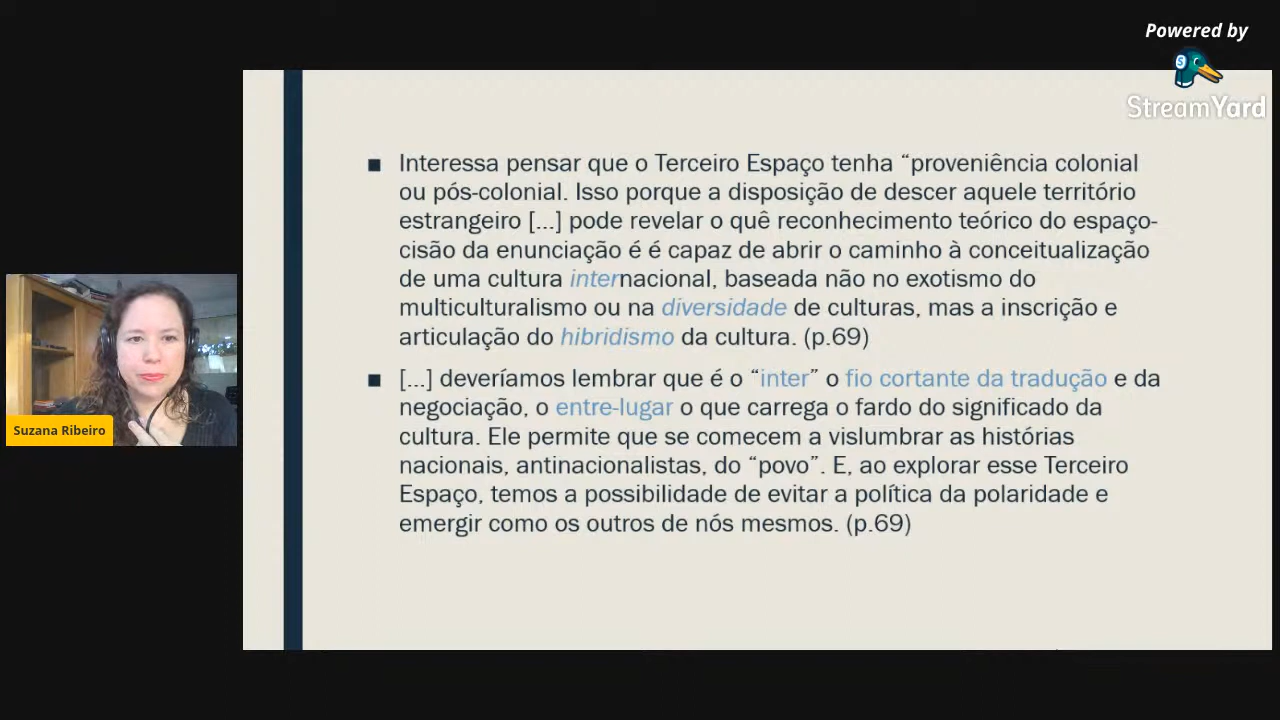 Powered by
StreamYard
■ Interessa pensar que o Terceiro Espaço tenha “proveniência colonial
ou pós-colonial. Isso porque a disposição de descer aquele território
estrangeiro [...] pode revelar o quê reconhecimento teórico do espaço-
cisão da enunciação é é capaz de abrir o caminho à conceitualização
de uma cultura internacional, baseada não no exotismo do
multiculturalismo ou na diversidade de culturas, mas a inscrição e
articulação do hibridismo da cultura. (p.69)
■ [...] deveríamos lembrar que é o “inter” o fio cortante da tradução e da
negociação, o entre-lugar o que carrega o fardo do significado da
cultura. Ele permite que se comecem a vislumbrar as histórias
nacionais, antinacionalistas, do “povo”. E, ao explorar esse Terceiro
Espaço, temos a possibilidade de evitar a política da polaridade e
emergir como os outros de nós mesmos. (p.69)
Suzana Ribeiro